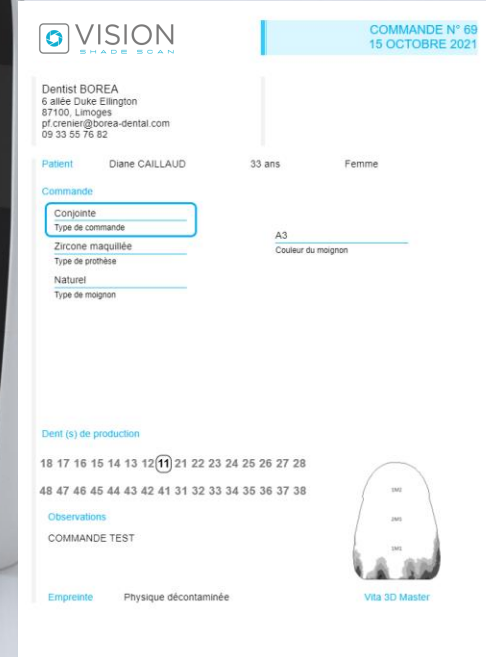 VISION
SHADE SCAN
COMMANDE N° 69
15 OCTOBRE 2021
Dentist BOREA
6 allée Duke Ellington
87100, Limoges
pf.crenier@borea-dental.com
09 33 55 76 82
Patient Diane CAILLAUD 33 ans Femme
Commande
Conjointe
Type de commande
Zircone maquillée
Type de prothèse
A3
Couleur du moignon
Naturel
Type de moignon
Dent (s) de production
18 17 16 15 14 13 12 11 21 22 23 24 25 26 27 28
48 47 46 45 44 43 42 41 31 32 33 34 35 36 37 38
Observations
COMMANDE TEST
Empreinte Physique décontaminée
Vita 3D Master